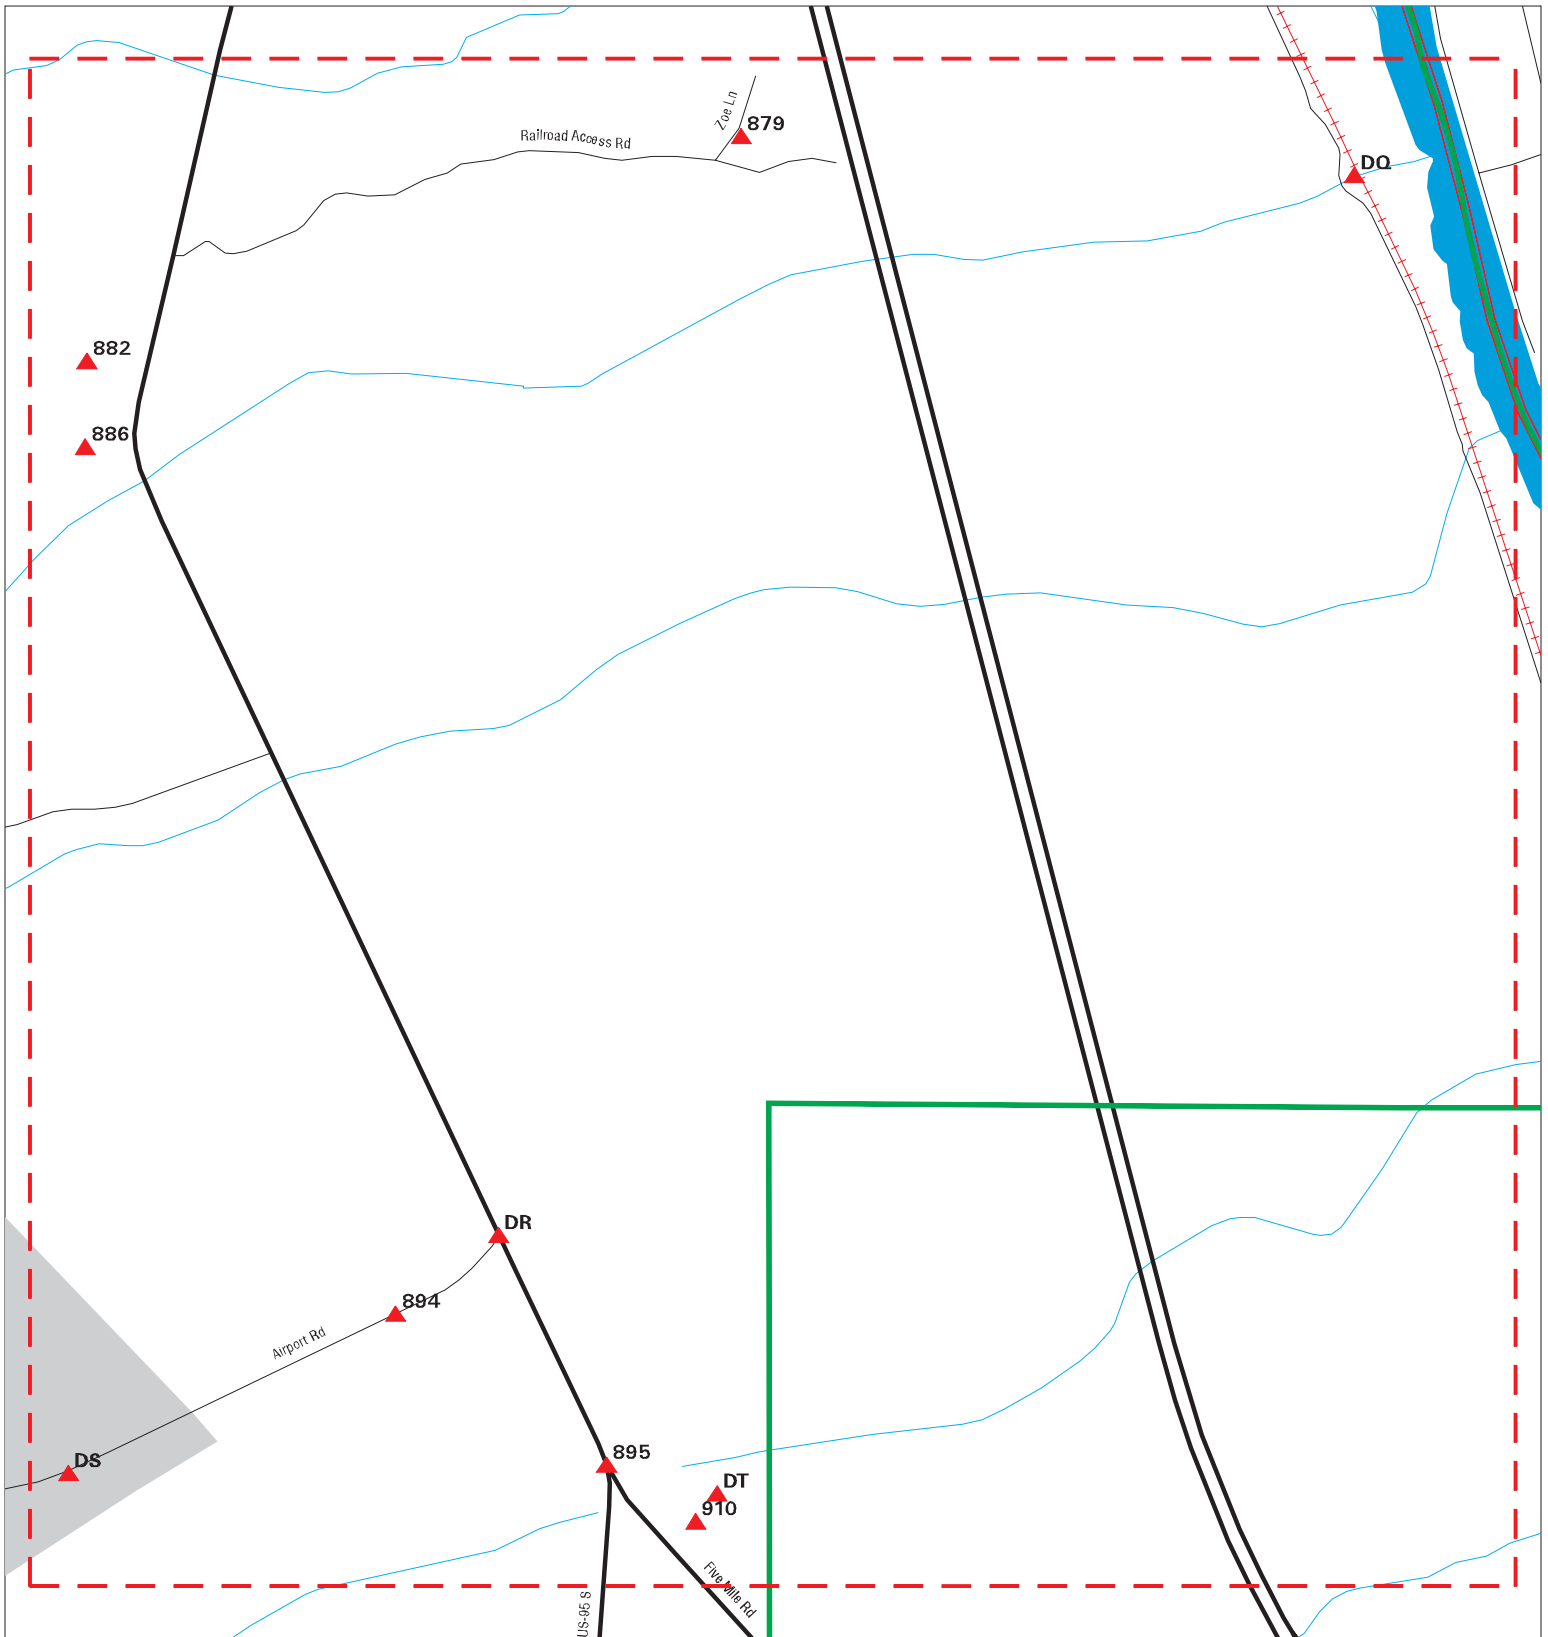 Zoe Ln
879
Railroad Access Rd
DQ
882
886
DR
894
Airport Rd
895
DS
DT
910
Five Mile Rd
US-95 S